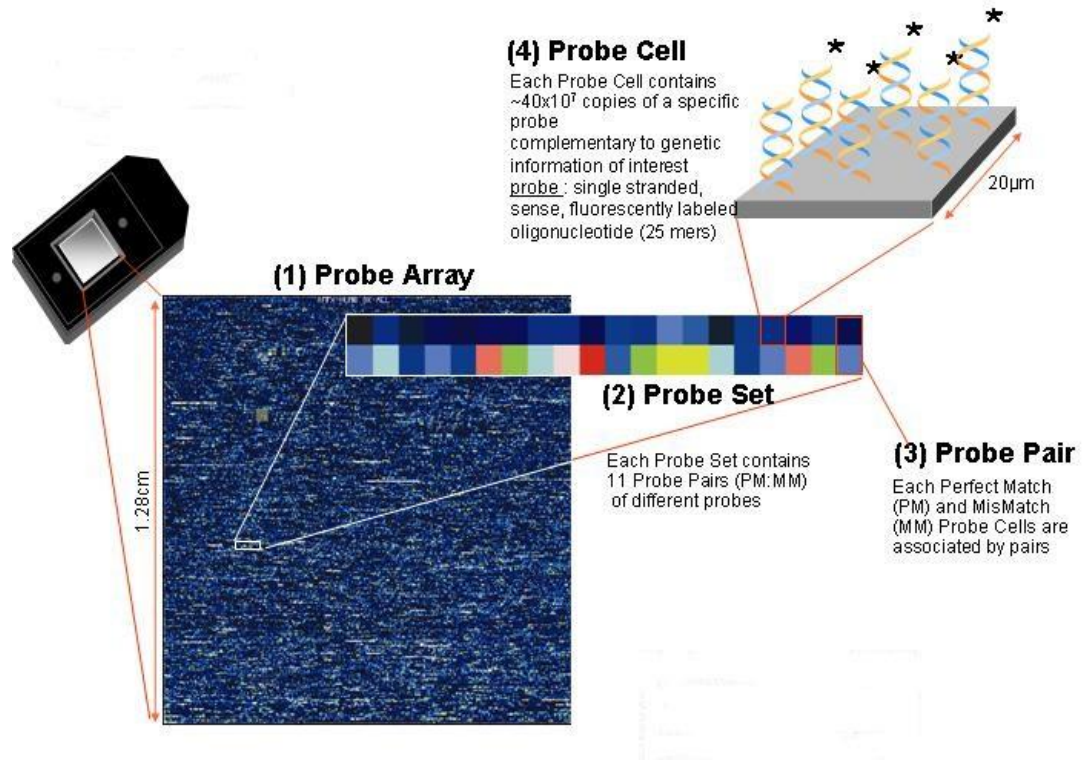 (4) Probe Cell
Each Probe Cell contains
~40x10⁷ copies of a specific
probe
complementary to genetic
information of interest
probe : single stranded,
sense, fluorescently labeled
oligonucleotide (25 mers)
* * * * *
20µm
(1) Probe Array
1.28cm
(2) Probe Set
Each Probe Set contains
11 Probe Pairs (PM:MM)
of different probes
(3) Probe Pair
Each Perfect Match
(PM) and MisMatch
(MM) Probe Cells are
associated by pairs